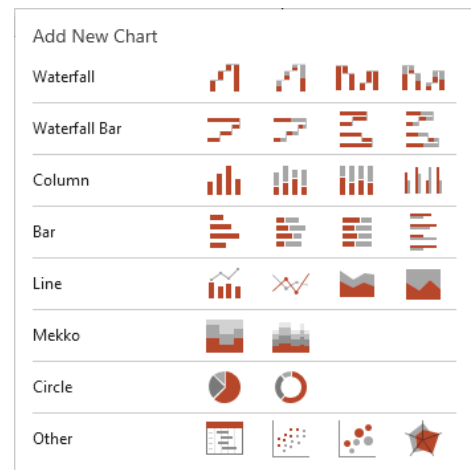 Add New Chart
Waterfall
Waterfall Bar
Column
Bar
Line
Mekko
Circle
Other